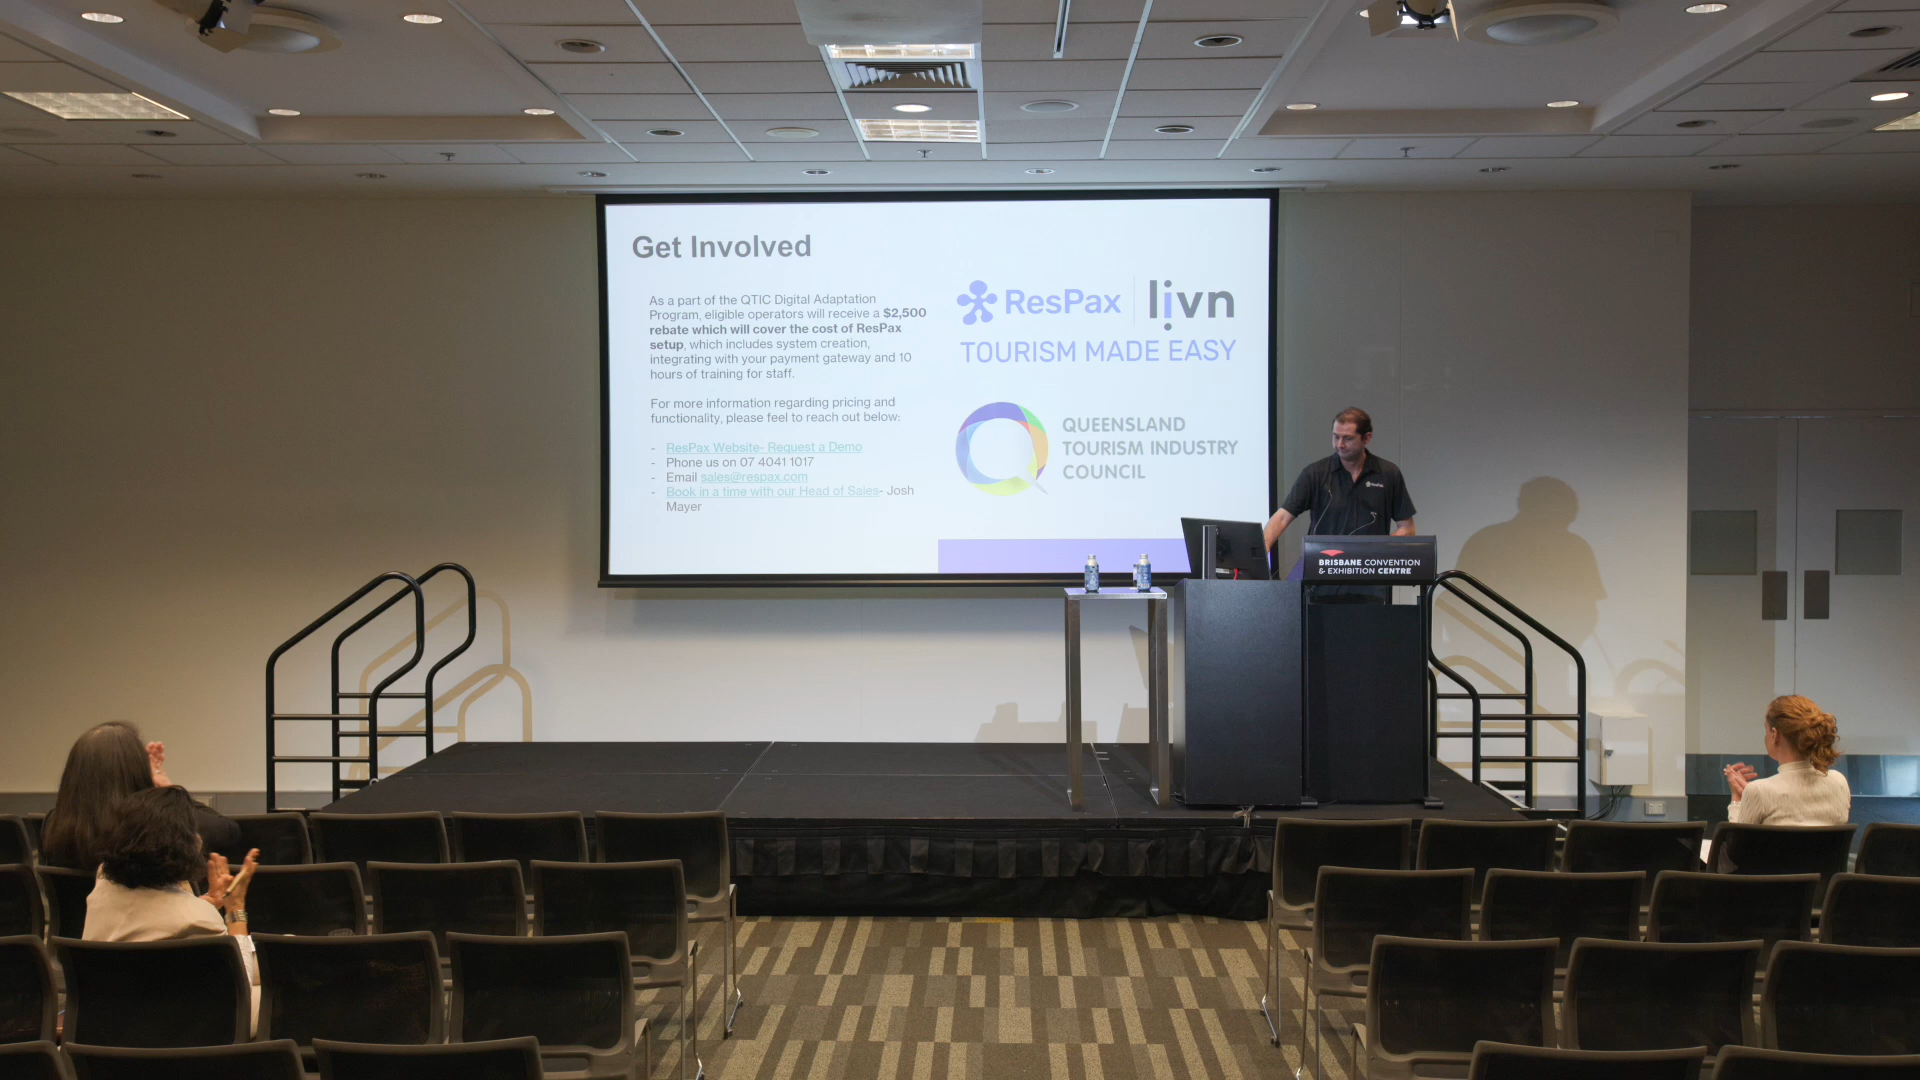 Get Involved
As a part of the QTIC Digital Adaptation
Program, eligible operators will receive a $2,500
rebate which will cover the cost of ResPax
setup, which includes system creation,
integrating with your payment gateway and 10
hours of training for staff.
For more information regarding pricing and
functionality, please feel to reach out below:
- ResPax Website- Request a Demo
- Phone us on 07 4041 1017
- Email sales@respax.com
- Book in a time with our Head of Sales- Josh
Mayer
ResPax livn
TOURISM MADE EASY
QUEENSLAND
TOURISM INDUSTRY
COUNCIL
ResPax
BRISBANE CONVENTION
& EXHIBITION CENTRE